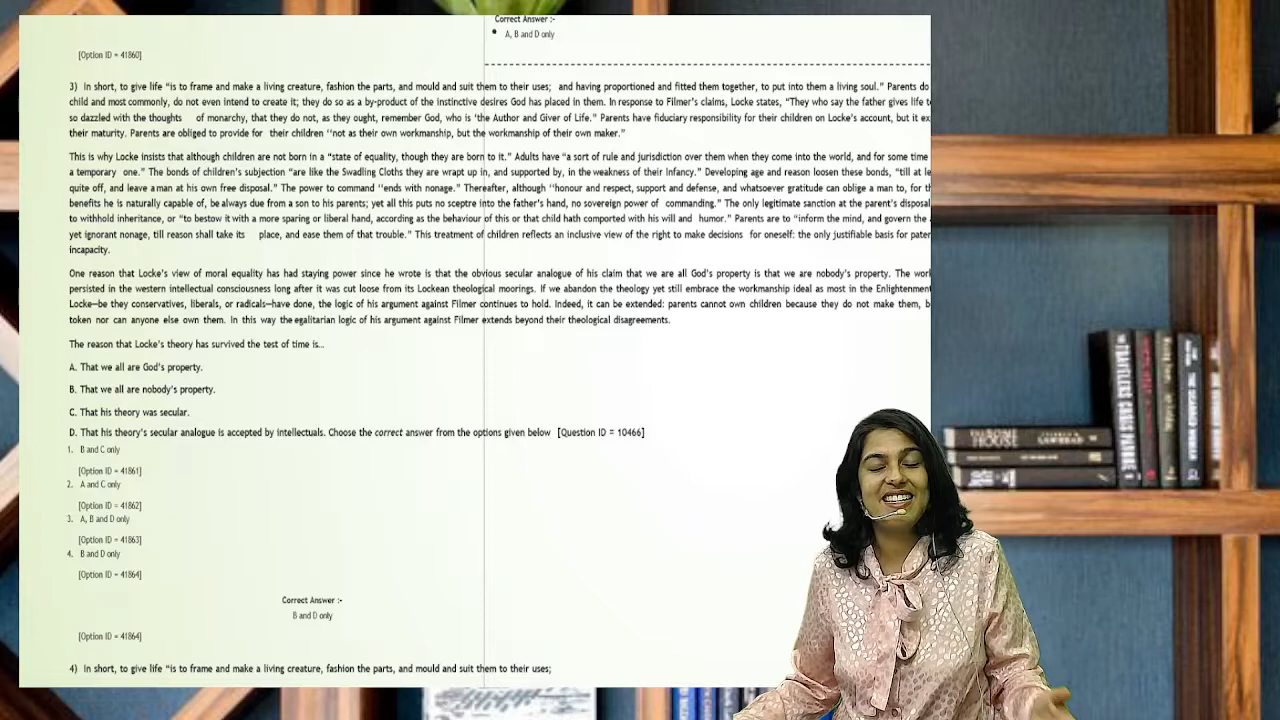 Correct Answer :-
A, B and D only
[Option ID = 41860]
3) In short, to give life “is to frame and make a living creature, fashion the parts, and mould and suit them to their uses; and having proportioned and fitted them together, to put into them a living soul.” Parents do
child and most commonly, do not even intend to create it; they do so as a by-product of the instinctive desires God has placed in them. In response to Filmer’s claims, Locke states, “They who say the father gives life
so dazzled with the thoughts of monarchy, that they do not, as they ought, remember God, who is ‘the Author and Giver of Life.” Parents have fiduciary responsibility for their children on Locke’s account, but it
their maturity. Parents are obliged to provide for their children ‘‘not as their own workmanship, but the workmanship of their own maker.”
This is why Locke insists that although children are not born in a “state of equality, though they are born to it.” Adults have “a sort of rule and jurisdiction over them when they come into the world, and for some time
a temporary one.” The bonds of children’s subjection “are like the Swadling Cloths they are wrapt up in, and supported by, in the weakness of their Infancy.” Developing age and reason loosen these bonds, “till at
quite off, and leave a man at his own free disposal.” The power to command ‘‘ends with nonage.” Thereafter, although ‘‘honour and respect, support and defense, and whatsoever gratitude can oblige a man to, for
benefits he is naturally capable of, be always due from a son to his parents; yet all this puts no sceptre into the father’s hand, no sovereign power of commanding.” The only legitimate sanction at the parent’s disposal
to withhold inheritance, or “to bestow it with a more sparing or liberal hand, according as the behaviour of this or that child hath comported with his will and humor.” Parents are to “inform the mind, and govern the
yet ignorant nonage, till reason shall take its place, and ease them of that trouble.” This treatment of children reflects an inclusive view of the right to make decisions for oneself: the only justifiable basis for
incapacity.
One reason that Locke’s view of moral equality has had staying power since he wrote is that the obvious secular analogue of his claim that we are all God’s property is that we are nobody’s property. The
persisted in the western intellectual consciousness long after it was cut loose from its Lockean theological moorings. If we abandon the theology yet still embrace the workmanship ideal as most in the Enlightenment
Locke—be they conservatives, liberals, or radicals—have done, the logic of his argument against Filmer continues to hold. Indeed, it can be extended: parents cannot own children because they do not make them,
token nor can anyone else own them. In this way the egalitarian logic of his argument against Filmer extends beyond their theological disagreements.
The reason that Locke’s theory has survived the test of time is...
A. That we all are God’s property.
B. That we all are nobody’s property.
C. That his theory was secular.
D. That his theory’s secular analogue is accepted by intellectuals. Choose the correct answer from the options given below [Question ID = 10466]
1. B and C only
[Option ID = 41861]
2. A and C only
[Option ID = 41862]
3. A, B and D only
[Option ID = 41863]
4. B and D only
[Option ID = 41864]
Correct Answer :-
B and D only
[Option ID = 41864]
4) In short, to give life “is to frame and make a living creature, fashion the parts, and mould and suit them to their uses;
HOUSE